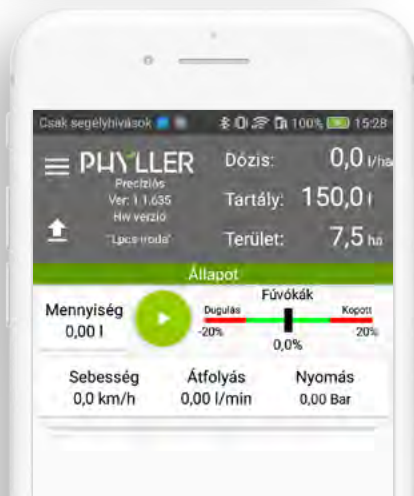 Csak segélyhívások 100% 15:28
PHYLLER
Precíziós
Ver: 1.1.635
Hw verzió
"Lpcs iroda"
Dózis: 0,0 l/ha
Tartály: 150,0 l
Terület: 7,5 ha
Állapot
Mennyiség
0,00 l
Fúvókák
Dugulás Kopott
-20% 20%
0,0%
Sebesség Átfolyás Nyomás
0,0 km/h 0,00 l/min 0,00 Bar